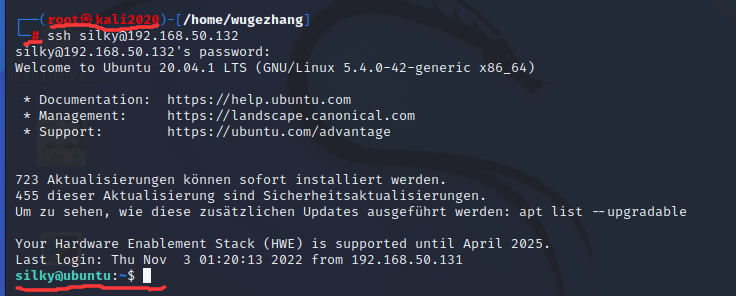 ┌──(root㉿kali2020)-[/home/wugezhang]
└─# ssh silky@192.168.50.132
silky@192.168.50.132's password:
Welcome to Ubuntu 20.04.1 LTS (GNU/Linux 5.4.0-42-generic x86_64)
* Documentation:  https://help.ubuntu.com
* Management:     https://landscape.canonical.com
* Support:        https://ubuntu.com/advantage
723 Aktualisierungen können sofort installiert werden.
455 dieser Aktualisierung sind Sicherheitsaktualisierungen.
Um zu sehen, wie diese zusätzlichen Updates ausgeführt werden: apt list --upgradable
Your Hardware Enablement Stack (HWE) is supported until April 2025.
Last login: Thu Nov  3 01:20:13 2022 from 192.168.50.131
silky@ubuntu:~$